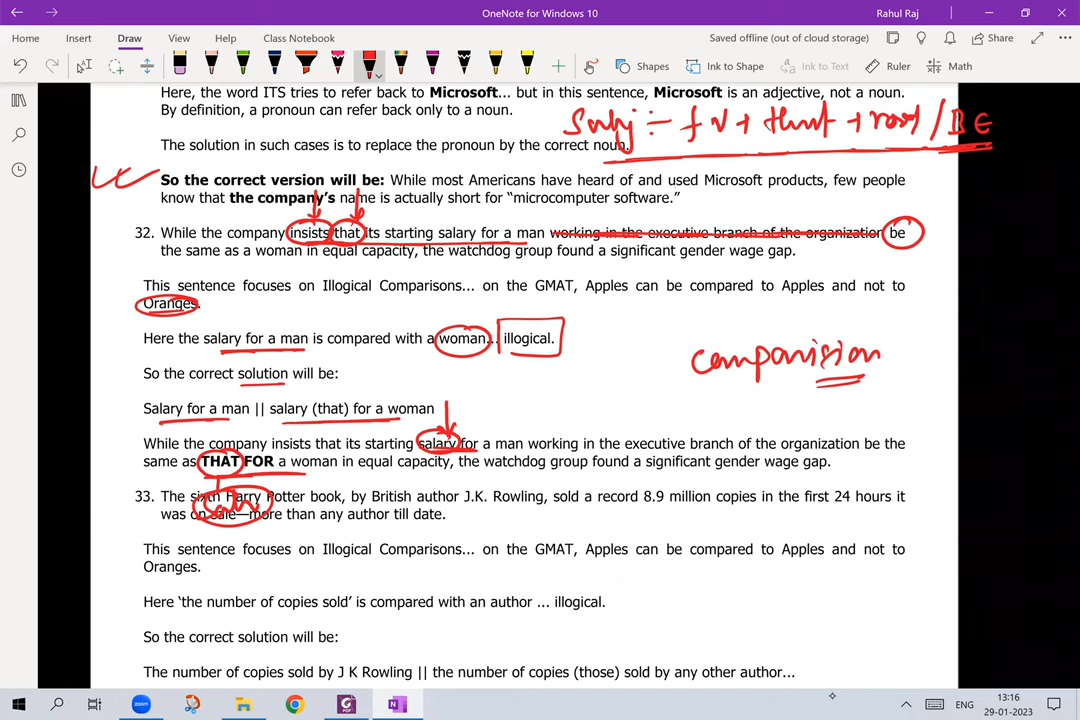 OneNote for Windows 10
Rahul Raj
Home Insert Draw View Help Class Notebook
Saved offline (out of cloud storage)
Share
Shapes
Ink to Shape
Ink to Text
Ruler
Math
Here, the word ITS tries to refer back to Microsoft... but in this sentence, Microsoft is an adjective, not a noun.
By definition, a pronoun can refer back only to a noun.
Subj :- f V + that + root / BE
The solution in such cases is to replace the pronoun by the correct noun.
So the correct version will be: While most Americans have heard of and used Microsoft products, few people
know that the company's name is actually short for "microcomputer software."
32. While the company insists that its starting salary for a man working in the executive branch of the organization be
the same as a woman in equal capacity, the watchdog group found a significant gender wage gap.
This sentence focuses on Illogical Comparisons... on the GMAT, Apples can be compared to Apples and not to
Oranges.
Here the salary for a man is compared with a woman... illogical.
comparision
So the correct solution will be:
Salary for a man || salary (that) for a woman
While the company insists that its starting salary for a man working in the executive branch of the organization be the
same as THAT FOR a woman in equal capacity, the watchdog group found a significant gender wage gap.
33. The sixth Harry Potter book, by British author J.K. Rowling, sold a record 8.9 million copies in the first 24 hours it
was on sale—more than any author till date.
This sentence focuses on Illogical Comparisons... on the GMAT, Apples can be compared to Apples and not to
Oranges.
Here 'the number of copies sold' is compared with an author ... illogical.
So the correct solution will be:
The number of copies sold by J K Rowling || the number of copies (those) sold by any other author...
zoom
PDF
ENG
13:16
29-01-2023